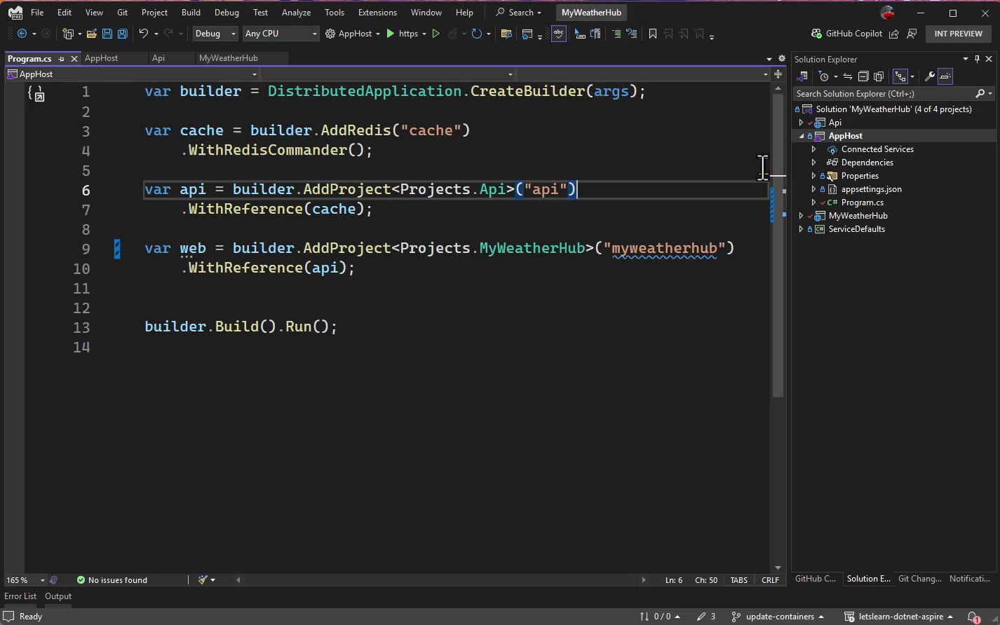 File Edit View Git Project Build Debug Test Analyze Tools Extensions Window Help Search MyWeatherHub
Debug Any CPU AppHost https GitHub Copilot INT PREVIEW
Program.cs AppHost Api MyWeatherHub
AppHost
1 var builder = DistributedApplication.CreateBuilder(args);
2
3 var cache = builder.AddRedis("cache")
4 .WithRedisCommander();
5
6 var api = builder.AddProject<Projects.Api>("api")
7 .WithReference(cache);
8
9 var web = builder.AddProject<Projects.MyWeatherHub>("myweatherhub")
10 .WithReference(api);
11
12
13 builder.Build().Run();
14
165 % No issues found Ln: 6 Ch: 50 TABS CRLF
Solution Explorer
Search Solution Explorer (Ctrl+;)
Solution 'MyWeatherHub' (4 of 4 projects)
Api
AppHost
Connected Services
Dependencies
Properties
appsettings.json
C# Program.cs
MyWeatherHub
C# ServiceDefaults
GitHub C... Solution E... Git Chang... Notificati...
Error List Output
Ready 0 / 0 3 update-containers letslearn-dotnet-aspire 1